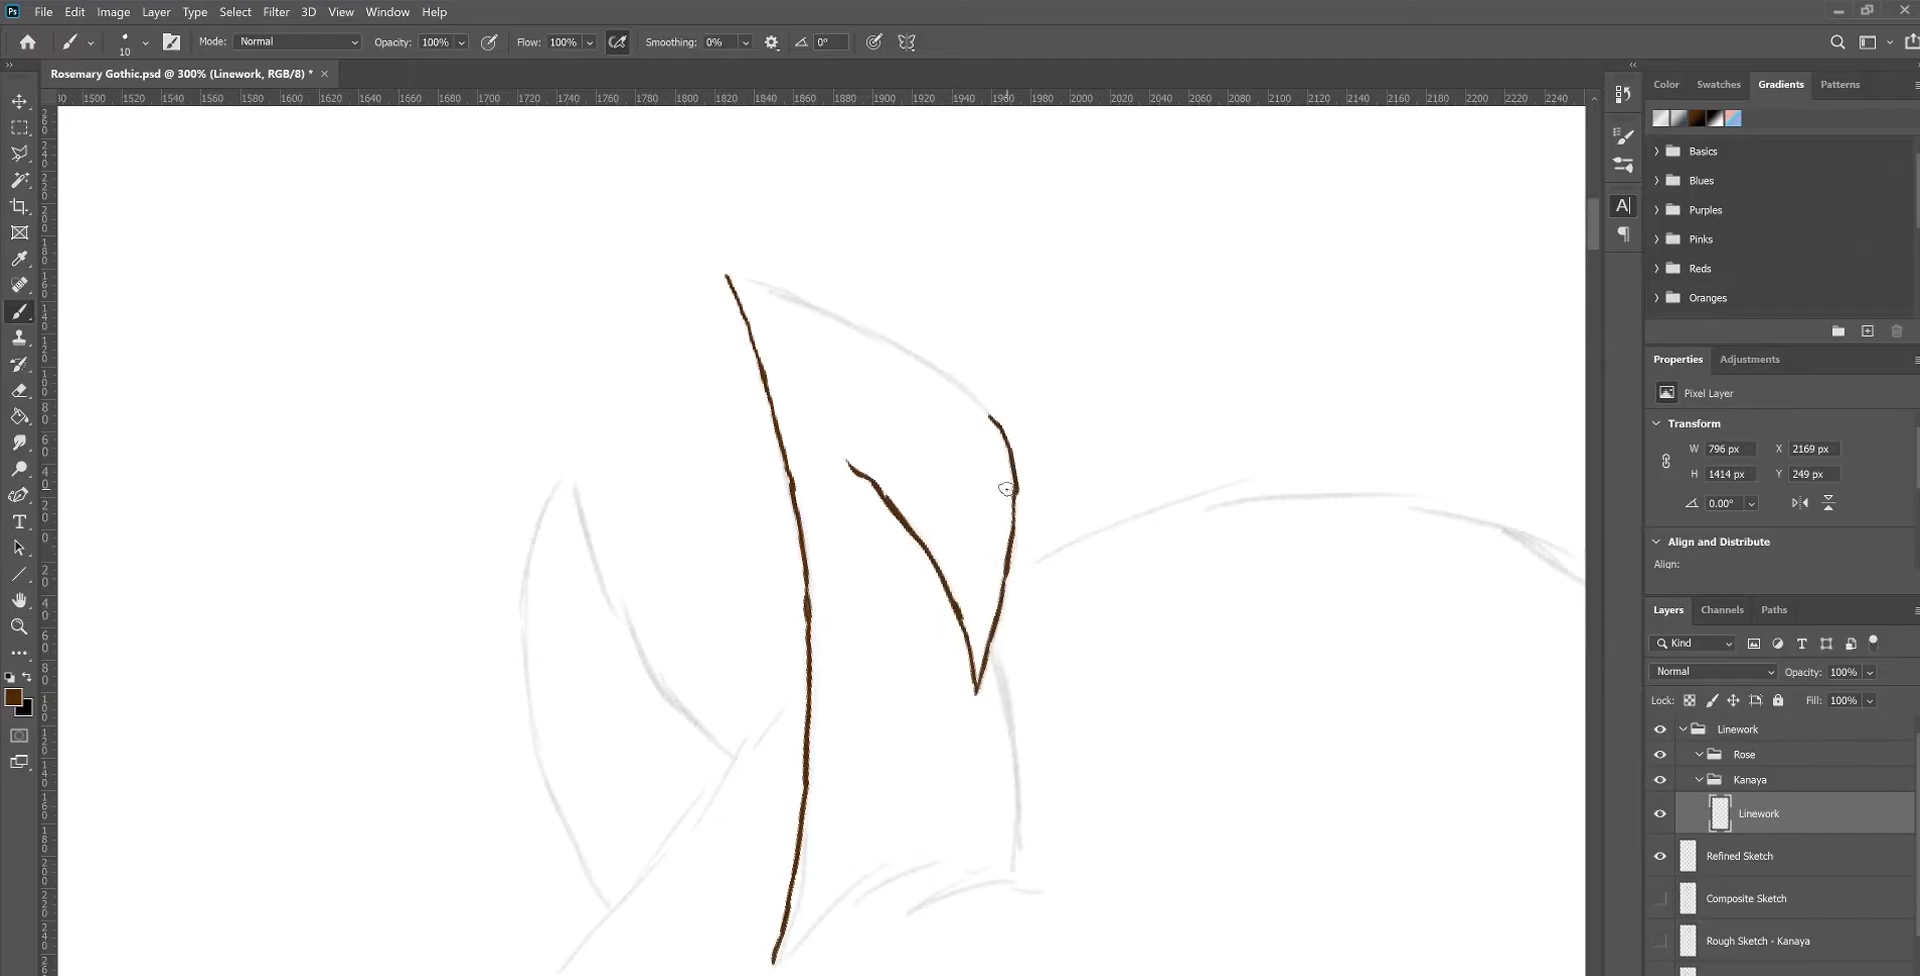 Ps File Edit Image Layer Type Select Filter 3D View Window Help
10 Mode: Normal Opacity: 100% Flow: 100% Smoothing: 0% 0°
Rosemary Gothic.psd @ 300% (Linework, RGB/8) * ×
1500 1520 1540 1560 1580 1600 1620 1640 1660 1680 1700 1720 1740 1760 1780 1800 1820 1840 1860 1880 1900 1920 1940 1960 1980 2000 2020 2040 2060 2080 2100 2120 2140 2160 2180 2200 2220 2240
Color Swatches Gradients Patterns
Basics
Blues
Purples
Pinks
Reds
Oranges
Properties Adjustments
Pixel Layer
Transform
W 796 px X 2169 px
H 1414 px Y 249 px
0.00°
Align and Distribute
Align:
Layers Channels Paths
Kind
Normal Opacity: 100%
Lock: Fill: 100%
Linework
Rose
Kanaya
Linework
Refined Sketch
Composite Sketch
Rough Sketch - Kanaya